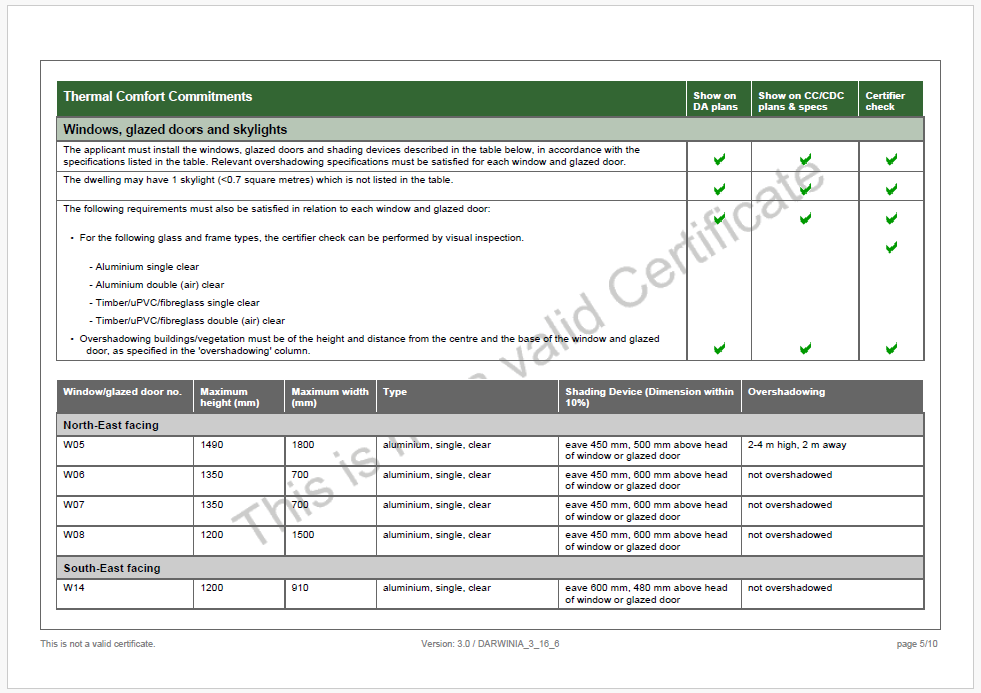 Thermal Comfort Commitments
Show on
DA plans
Show on CC/CDC
plans & specs
Certifier
check
Windows, glazed doors and skylights
The applicant must install the windows, glazed doors and shading devices described in the table below, in accordance with the
specifications listed in the table. Relevant overshadowing specifications must be satisfied for each window and glazed door.
The dwelling may have 1 skylight (<0.7 square metres) which is not listed in the table.
The following requirements must also be satisfied in relation to each window and glazed door:
• For the following glass and frame types, the certifier check can be performed by visual inspection.
- Aluminium single clear
- Aluminium double (air) clear
- Timber/uPVC/fibreglass single clear
- Timber/uPVC/fibreglass double (air) clear
• Overshadowing buildings/vegetation must be of the height and distance from the centre and the base of the window and glazed
door, as specified in the 'overshadowing' column.
Window/glazed door no.
Maximum
height (mm)
Maximum width
(mm)
Type
Shading Device (Dimension within
10%)
Overshadowing
North-East facing
W05
1490
1800
aluminium, single, clear
eave 450 mm, 500 mm above head
of window or glazed door
2-4 m high, 2 m away
W06
1350
700
aluminium, single, clear
eave 450 mm, 600 mm above head
of window or glazed door
not overshadowed
W07
1350
700
aluminium, single, clear
eave 450 mm, 600 mm above head
of window or glazed door
not overshadowed
W08
1200
1500
aluminium, single, clear
eave 450 mm, 600 mm above head
of window or glazed door
not overshadowed
South-East facing
W14
1200
910
aluminium, single, clear
eave 600 mm, 480 mm above head
of window or glazed door
not overshadowed
This is valid Certificate
This is not a valid certificate.
Version: 3.0 / DARWINIA_3_16_6
page 5/10